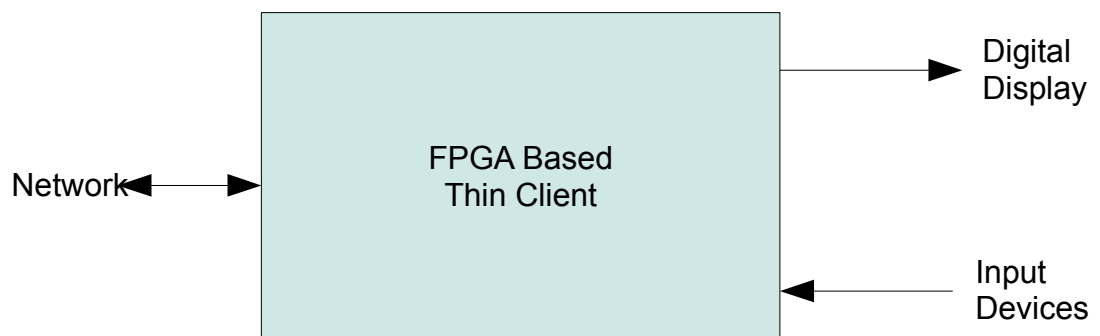 Digital
Display
FPGA Based
Thin Client
Network
Input
Devices